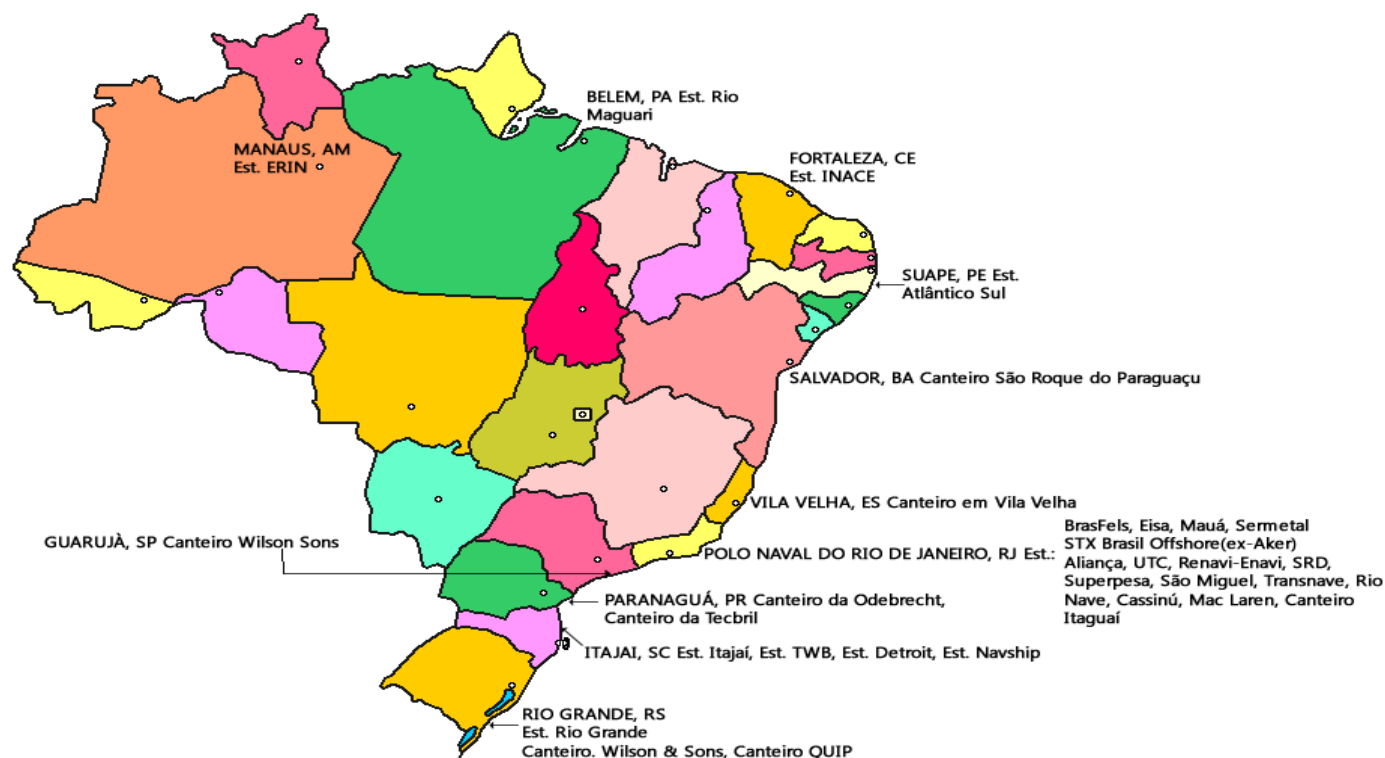 BELEM, PA Est. Rio
Maguari
MANAUS, AM
Est. ERIN
FORTALEZA, CE
Est. INACE
SUAPE, PE Est.
Atlântico Sul
SALVADOR, BA Canteiro São Roque do Paraguaçu
VILA VELHA, ES Canteiro em Vila Velha
GUARUJÀ, SP Canteiro Wilson Sons
POLO NAVAL DO RIO DE JANEIRO, RJ Est.:
BrasFels, Eisa, Mauá, Sermetal
STX Brasil Offshore(ex-Aker)
Aliança, UTC, Renavi-Enavi, SRD,
Superpesa, São Miguel, Transnave, Rio
Nave, Cassinú, Mac Laren, Canteiro
Itaguaí
PARANAGUÁ, PR Canteiro da Odebrecht,
Canteiro da Tecbril
ITAJAI, SC Est. Itajaí, Est. TWB, Est. Detroit, Est. Navship
RIO GRANDE, RS
Est. Rio Grande
Canteiro. Wilson & Sons, Canteiro QUIP